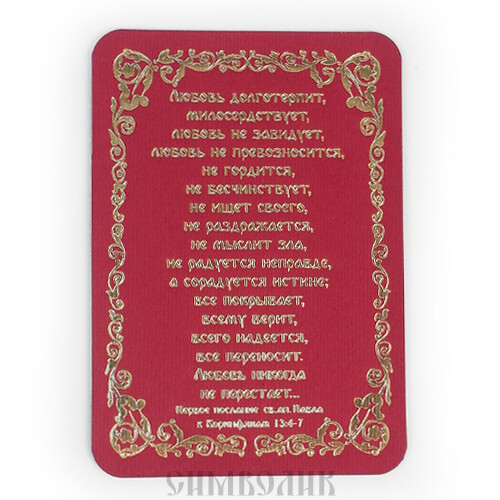 Любовь долготерпит,
милосердствует,
любовь не завидует,
любовь не превозносится,
не гордится,
не бесчинствует,
не ищет своего,
не раздражается,
не мыслит зла,
не радуется неправде,
а сорадуется истине;
все покрывает,
всему верит,
всего надеется,
все переносит.
Любовь никогда
не перестает...
Первое послание св.ап. Павла
к Коринфянам 13:4-7
СИМВОЛИК